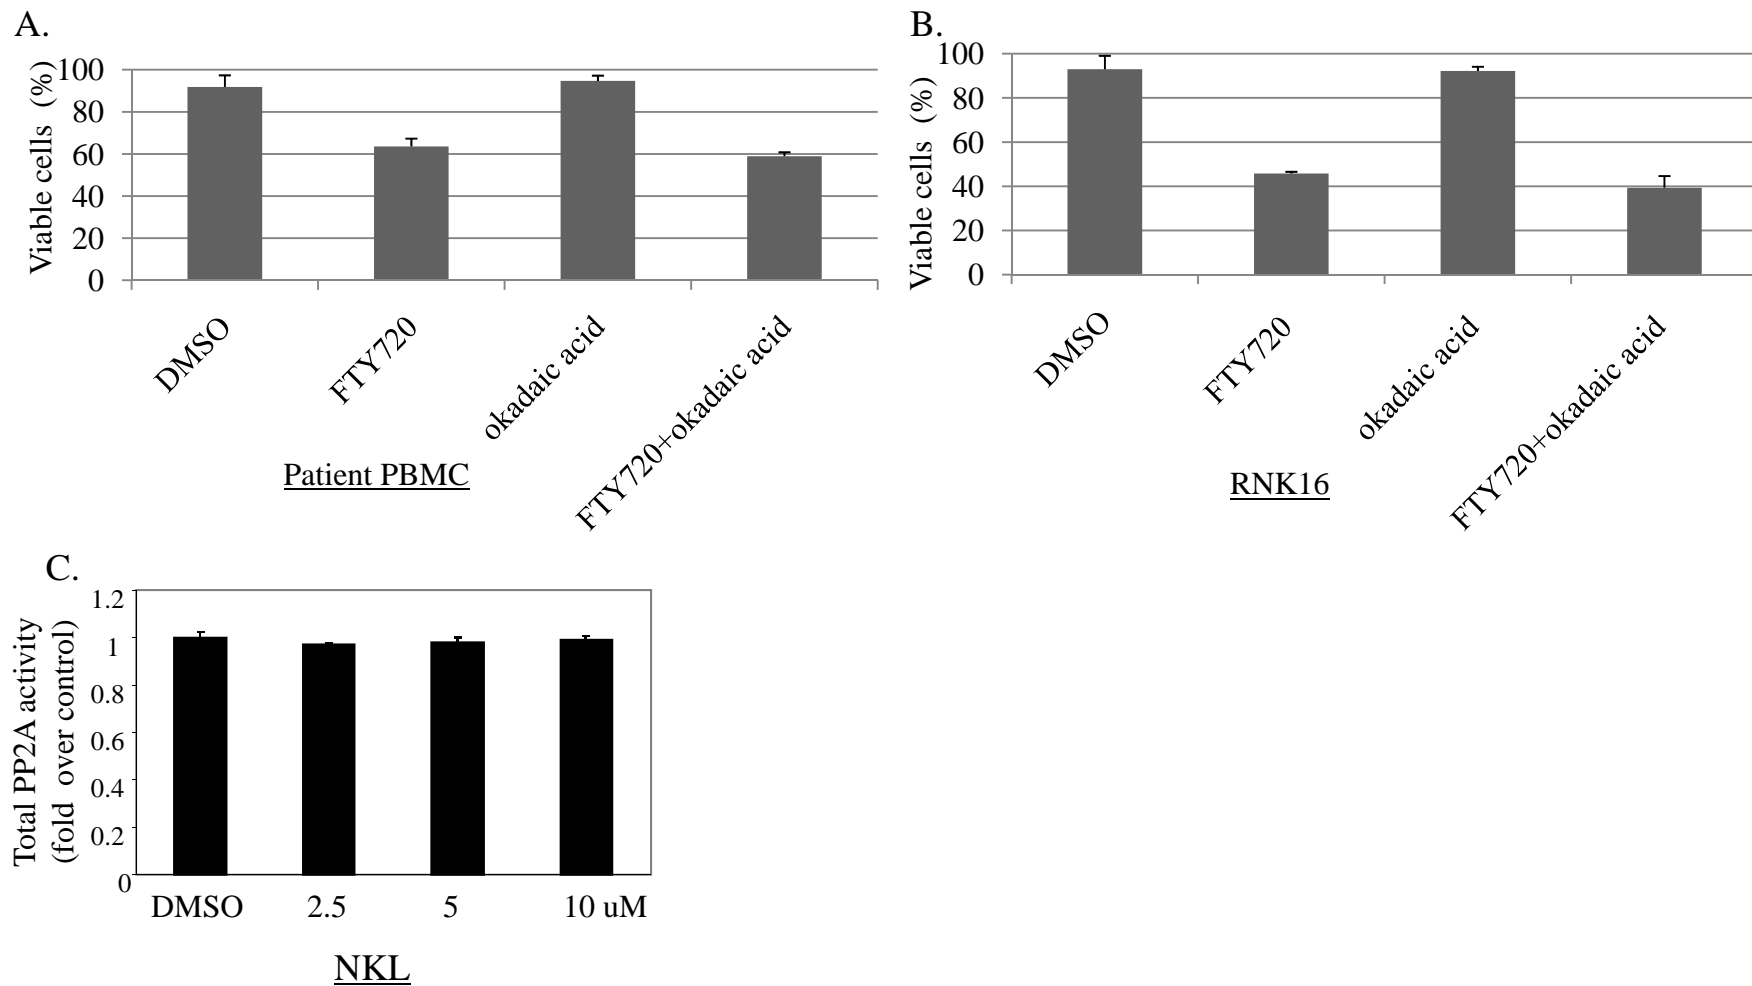 A.
Viable cells (%)
100
80
60
40
20
0
DMSO
FTY720
okadaic acid
FTY720+okadaic acid
Patient PBMC
B.
Viable cells (%)
100
80
60
40
20
0
DMSO
FTY720
okadaic acid
FTY720+okadaic acid
RNK16
C.
Total PP2A activity
(fold over control)
1.2
1
0.8
0.6
0.4
0.2
0
DMSO 2.5 5 10 uM
NKL